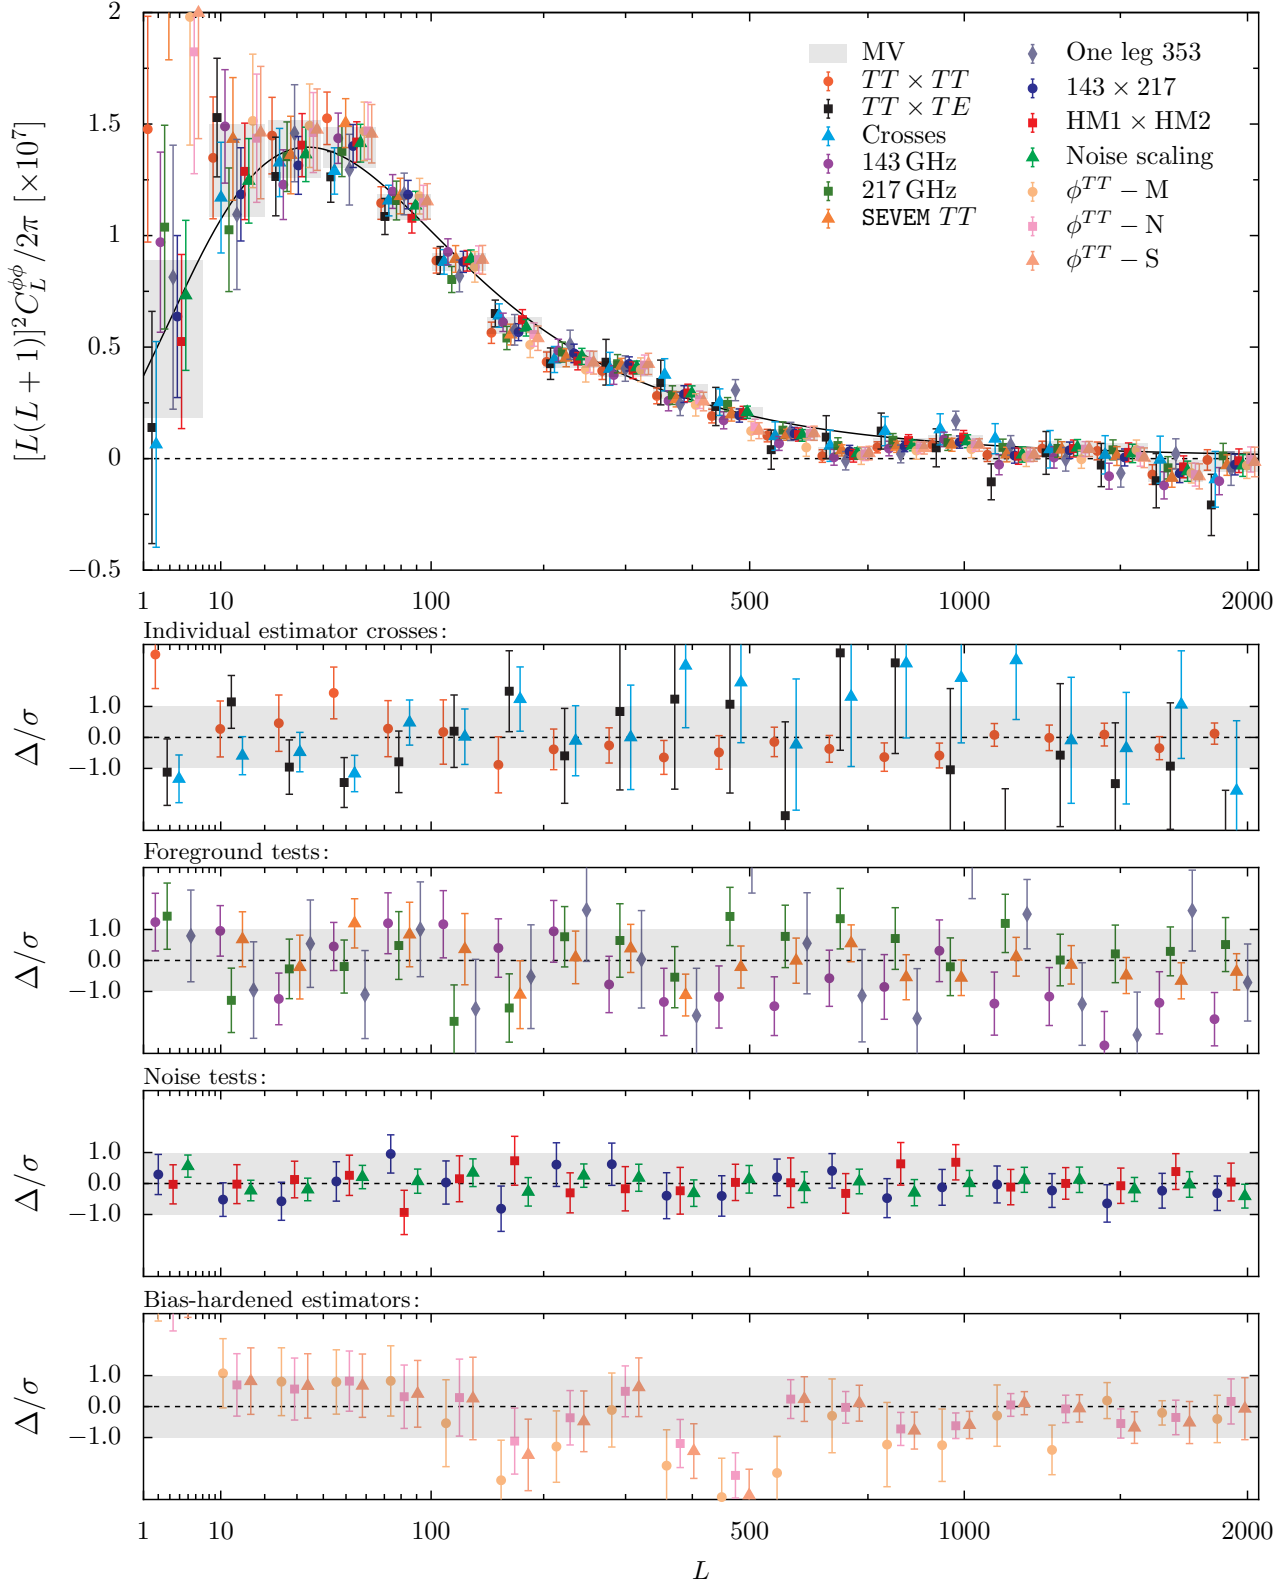 2
1.5
1
0.5
0
−0.5
[L(L + 1)]²C_L^{ϕϕ}/2π [×10⁷]
MV
TT × TT
TT × TE
Crosses
143 GHz
217 GHz
SEVEM TT
One leg 353
143 × 217
HM1 × HM2
Noise scaling
ϕ^{TT} − M
ϕ^{TT} − N
ϕ^{TT} − S
1 10 100 500 1000 2000
Individual estimator crosses:
1.0
0.0
−1.0
Δ/σ
Foreground tests:
1.0
0.0
−1.0
Δ/σ
Noise tests:
1.0
0.0
−1.0
Δ/σ
Bias-hardened estimators:
1.0
0.0
−1.0
Δ/σ
1 10 100 500 1000 2000
L